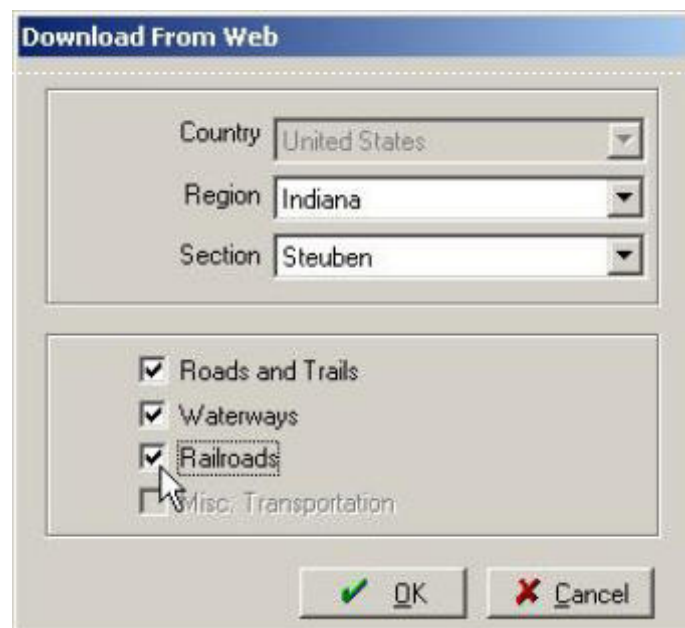 Download From Web
Country United States
Region Indiana
Section Steuben
Roads and Trails
Waterways
Railroads
Misc. Transportation
OK Cancel